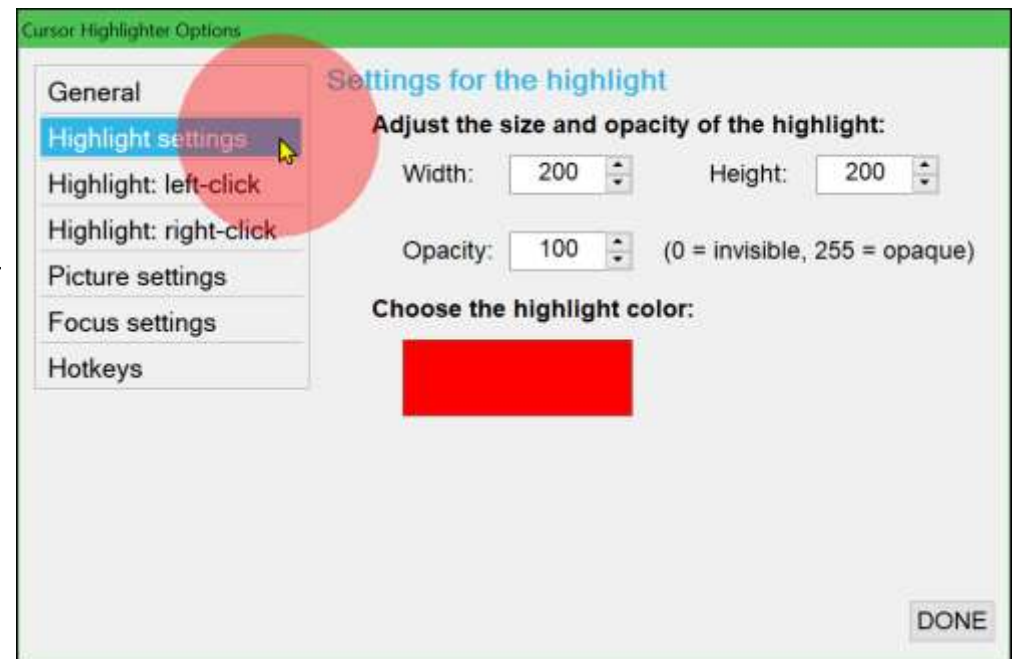 Cursor Highlighter Options
General
Highlight settings
Highlight: left-click
Highlight: right-click
Picture settings
Focus settings
Hotkeys
Settings for the highlight
Adjust the size and opacity of the highlight:
Width: 200 Height: 200
Opacity: 100 (0 = invisible, 255 = opaque)
Choose the highlight color:
DONE